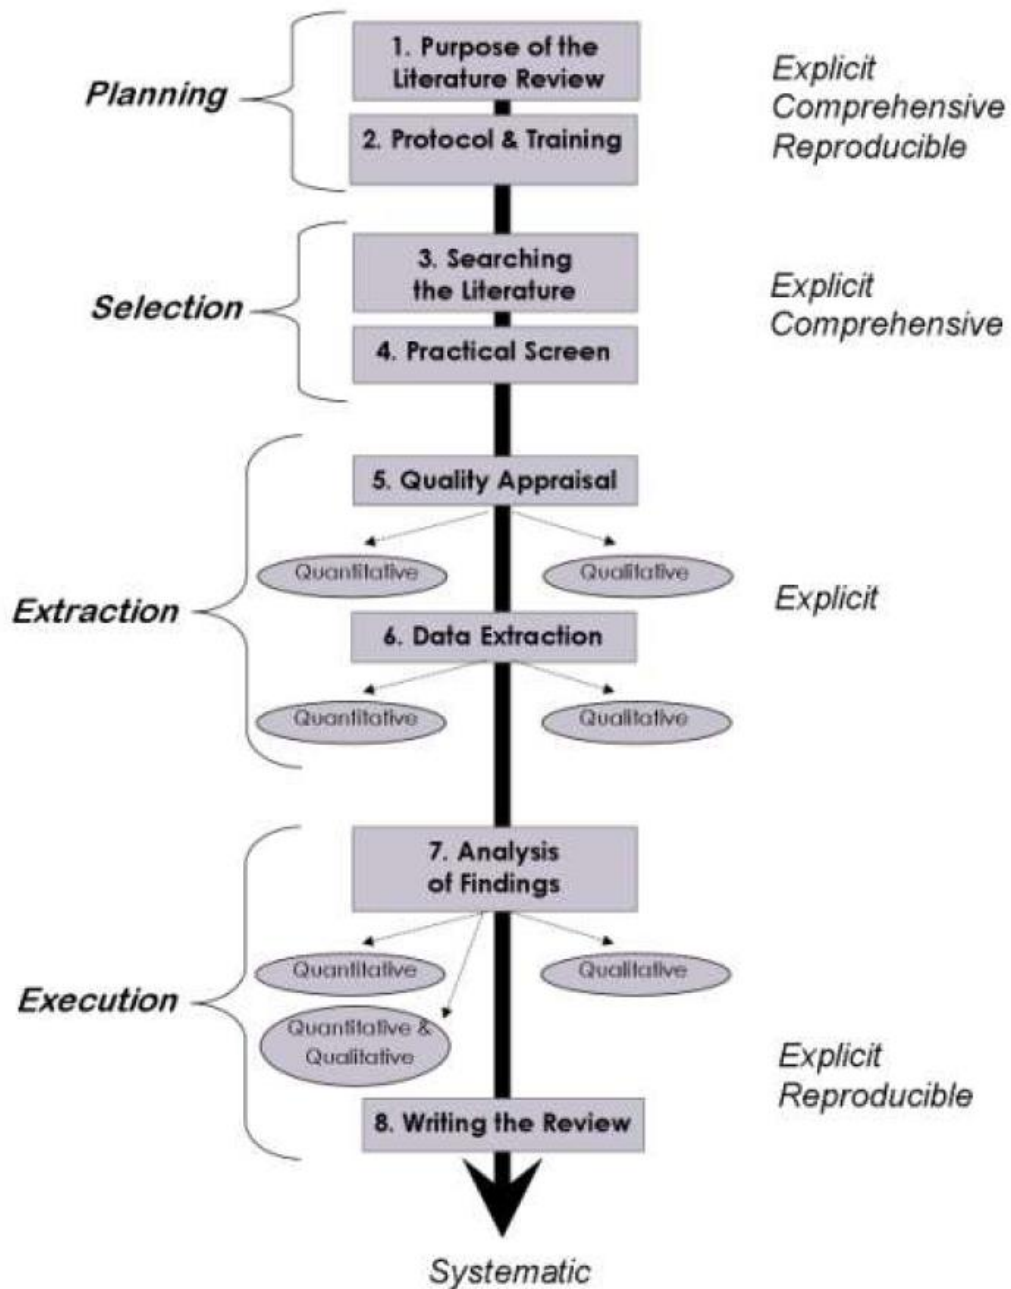 1. Purpose of the
Literature Review
Planning
Explicit
Comprehensive
Reproducible
2. Protocol & Training
3. Searching
the Literature
Selection
Explicit
Comprehensive
4. Practical Screen
5. Quality Appraisal
Quantitative
Qualitative
Extraction
Explicit
6. Data Extraction
Quantitative
Qualitative
7. Analysis
of Findings
Quantitative
Qualitative
Execution
Quantitative &
Qualitative
Explicit
Reproducible
8. Writing the Review
Systematic